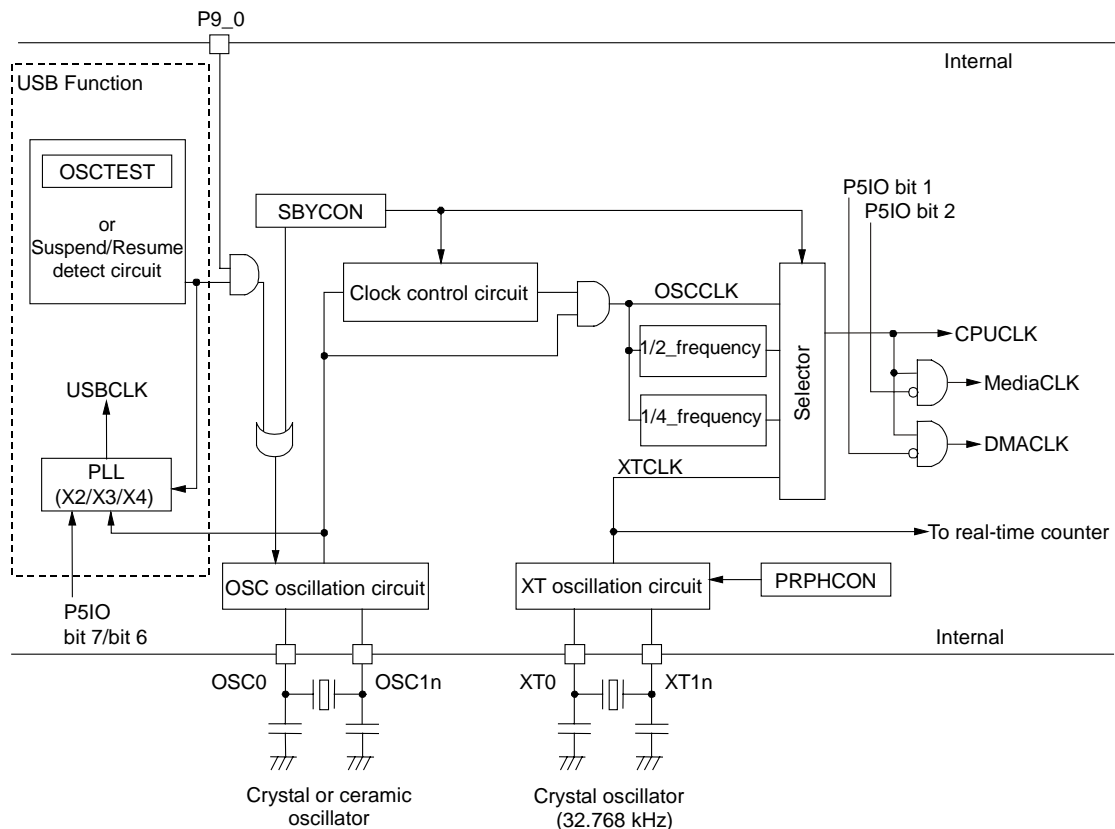 P9_0
Internal
USB Function
OSCTEST
or
Suspend/Resume
detect circuit
SBYCON
P5IO bit 1
P5IO bit 2
Clock control circuit
OSCCLK
1/2_frequency
1/4_frequency
XTCLK
Selector
CPUCLK
MediaCLK
DMACLK
USBCLK
PLL
(X2/X3/X4)
To real-time counter
OSC oscillation circuit
XT oscillation circuit
PRPHCON
P5IO
bit 7/bit 6
Internal
OSC0
OSC1n
XT0
XT1n
Crystal or ceramic
oscillator
Crystal oscillator
(32.768 kHz)